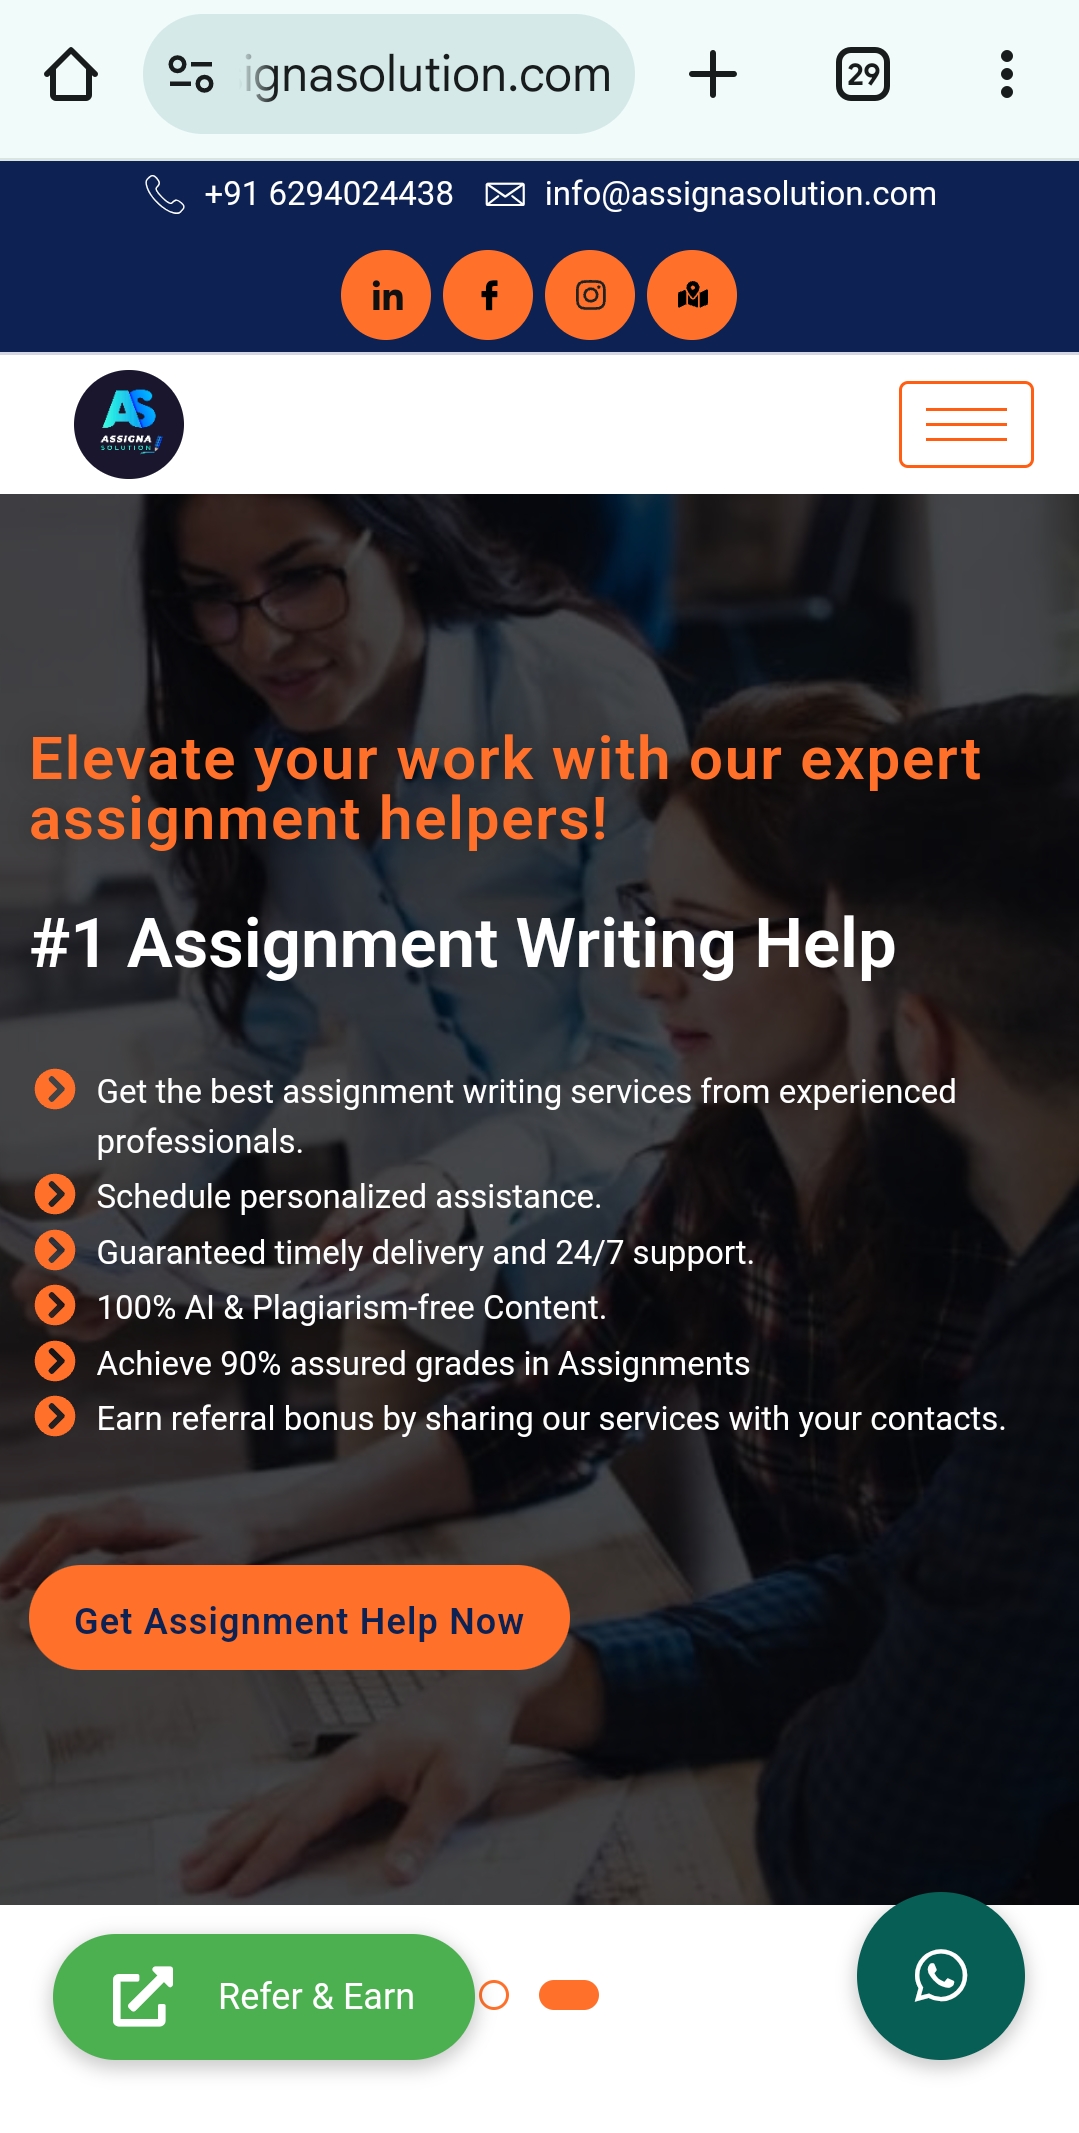 ignasolution.com
29
+91 6294024438 info@assignasolution.com
in
AS
ASSIGNA
SOLUTION
Elevate your work with our expert
assignment helpers!
#1 Assignment Writing Help
Get the best assignment writing services from experienced
professionals.
Schedule personalized assistance.
Guaranteed timely delivery and 24/7 support.
100% AI & Plagiarism-free Content.
Achieve 90% assured grades in Assignments
Earn referral bonus by sharing our services with your contacts.
Get Assignment Help Now
Refer & Earn